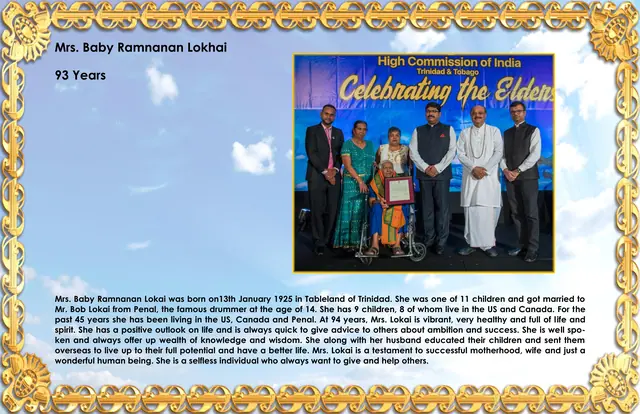 Mrs. Baby Ramnanan Lokhai
93 Years
High Commission of India
Trinidad & Tobago
Celebrating the Elders
Mrs. Baby Ramnanan Lokai was born on13th January 1925 in Tableland of Trinidad. She was one of 11 children and got married to
Mr. Bob Lokai from Penal, the famous drummer at the age of 14. She has 9 children, 8 of whom live in the US and Canada. For the
past 45 years she has been living in the US, Canada and Penal. At 94 years, Mrs. Lokai is vibrant, very healthy and full of life and
spirit. She has a positive outlook on life and is always quick to give advice to others about ambition and success. She is well spo-
ken and always offer up wealth of knowledge and wisdom. She along with her husband educated their children and sent them
overseas to live up to their full potential and have a better life. Mrs. Lokai is a testament to successful motherhood, wife and just a
wonderful human being. She is a selfless individual who always want to give and help others.